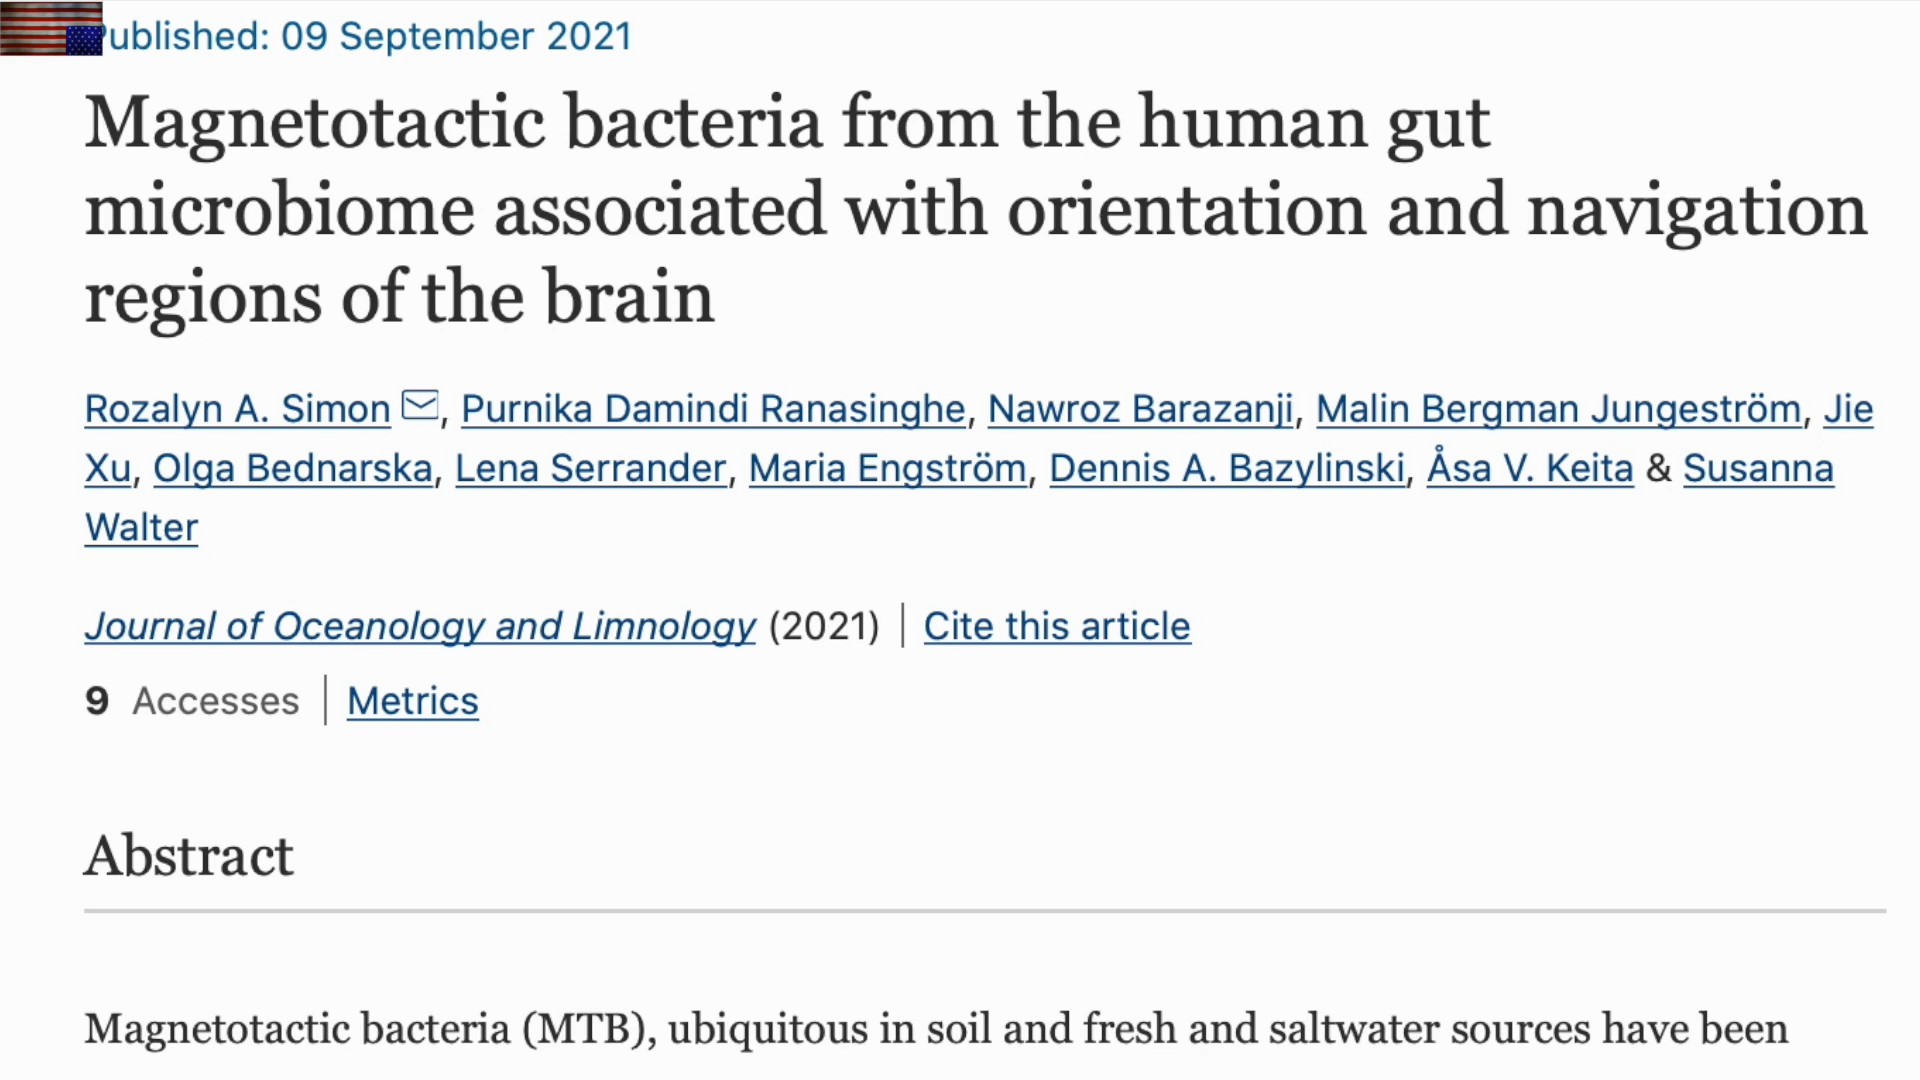 Published: 09 September 2021
Magnetotactic bacteria from the human gut
microbiome associated with orientation and navigation
regions of the brain
Rozalyn A. Simon, Purnika Damindi Ranasinghe, Nawroz Barazanji, Malin Bergman Jungeström, Jie
Xu, Olga Bednarska, Lena Serrander, Maria Engström, Dennis A. Bazylinski, Åsa V. Keita & Susanna
Walter
Journal of Oceanology and Limnology (2021) | Cite this article
9 Accesses | Metrics
Abstract
Magnetotactic bacteria (MTB), ubiquitous in soil and fresh and saltwater sources have been